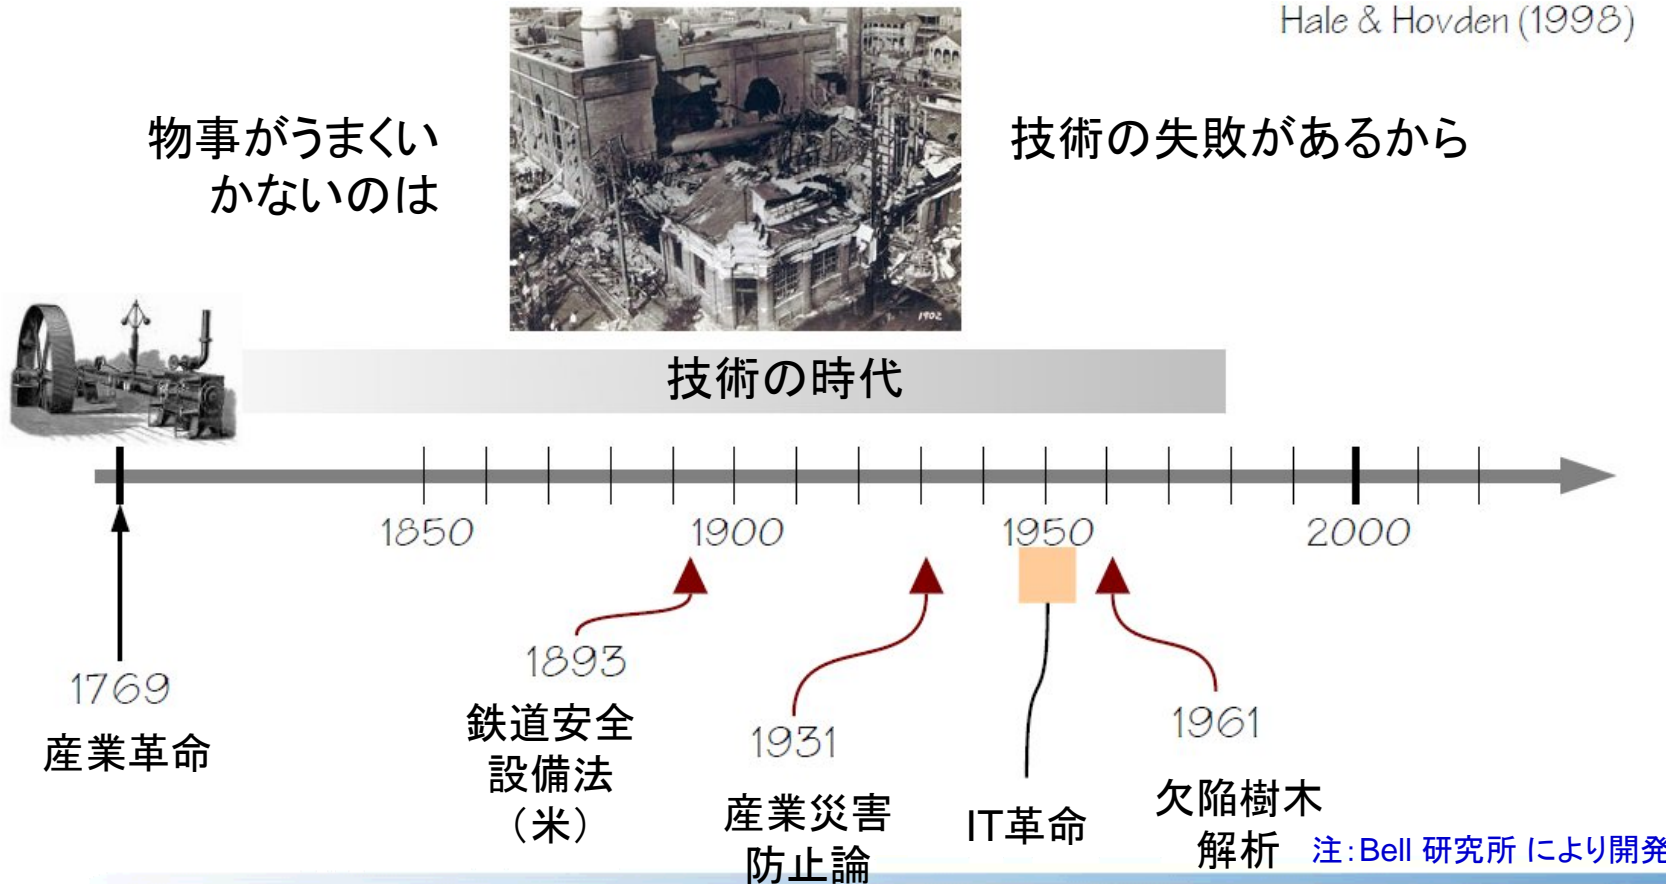 Hale & Hovden (1998)
物事がうまくい
かないのは
技術の失敗があるから
1902
技術の時代
1850
1900
1950
2000
1769
産業革命
1893
鉄道安全
設備法
（米）
1931
産業災害
防止論
IT革命
1961
欠陥樹木
解析
注：Bell 研究所 により開発